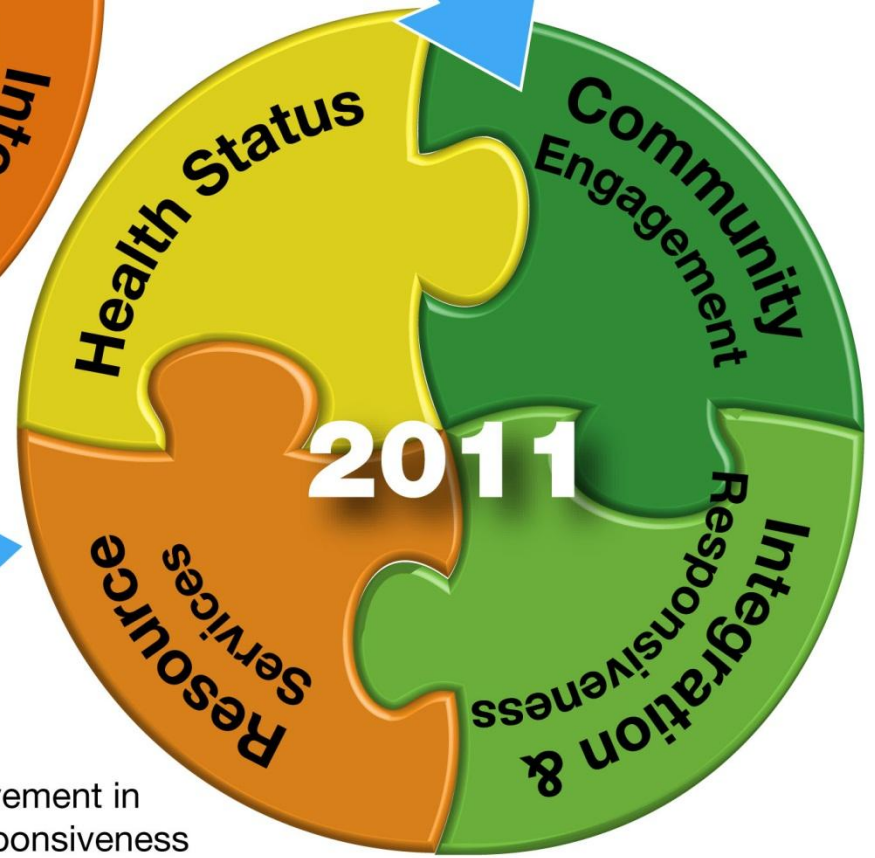 Health Status
Community
Engagement
2011
Resource
Services
Integration &
Responsiveness